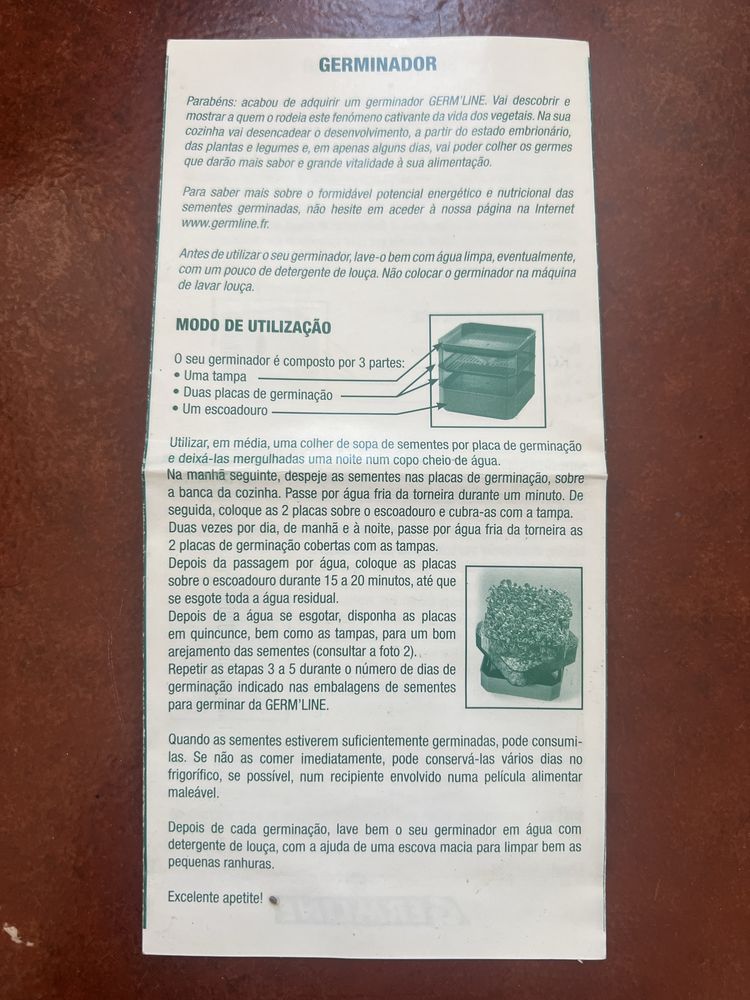 GERMINADOR
Parabéns: acabou de adquirir um germinador GERM'LINE. Vai descobrir e
mostrar a quem o rodeia este fenómeno cativante da vida dos vegetais. Na sua
cozinha vai desencadear o desenvolvimento, a partir do estado embrionário,
das plantas e legumes e, em apenas alguns dias, vai poder colher os germes
que darão mais sabor e grande vitalidade à sua alimentação.
Para saber mais sobre o formidável potencial energético e nutricional das
sementes germinadas, não hesite em aceder à nossa página na Internet
www.germline.fr.
Antes de utilizar o seu germinador, lave-o bem com água limpa, eventualmente,
com um pouco de detergente de louça. Não colocar o germinador na máquina
de lavar louça.
MODO DE UTILIZAÇÃO
O seu germinador é composto por 3 partes:
• Uma tampa
• Duas placas de germinação
• Um escoadouro
Utilizar, em média, uma colher de sopa de sementes por placa de germinação
e deixá-las mergulhadas uma noite num copo cheio de água.
Na manhã seguinte, despeje as sementes nas placas de germinação, sobre
a banca da cozinha. Passe por água fria da torneira durante um minuto. De
seguida, coloque as 2 placas sobre o escoadouro e cubra-as com a tampa.
Duas vezes por dia, de manhã e à noite, passe por água fria da torneira as
2 placas de germinação cobertas com as tampas.
Depois da passagem por água, coloque as placas
sobre o escoadouro durante 15 a 20 minutos, até que
se esgote toda a água residual.
Depois de a água se esgotar, disponha as placas
em quincunce, bem como as tampas, para um bom
arejamento das sementes (consultar a foto 2).
Repetir as etapas 3 a 5 durante o número de dias de
germinação indicado nas embalagens de sementes
para germinar da GERM'LINE.
Quando as sementes estiverem suficientemente germinadas, pode consumi-
las. Se não as comer imediatamente, pode conservá-las vários dias no
frigorífico, se possível, num recipiente envolvido numa película alimentar
maleável.
Depois de cada germinação, lave bem o seu germinador em água com
detergente de louça, com a ajuda de uma escova macia para limpar bem as
pequenas ranhuras.
Excelente apetite!